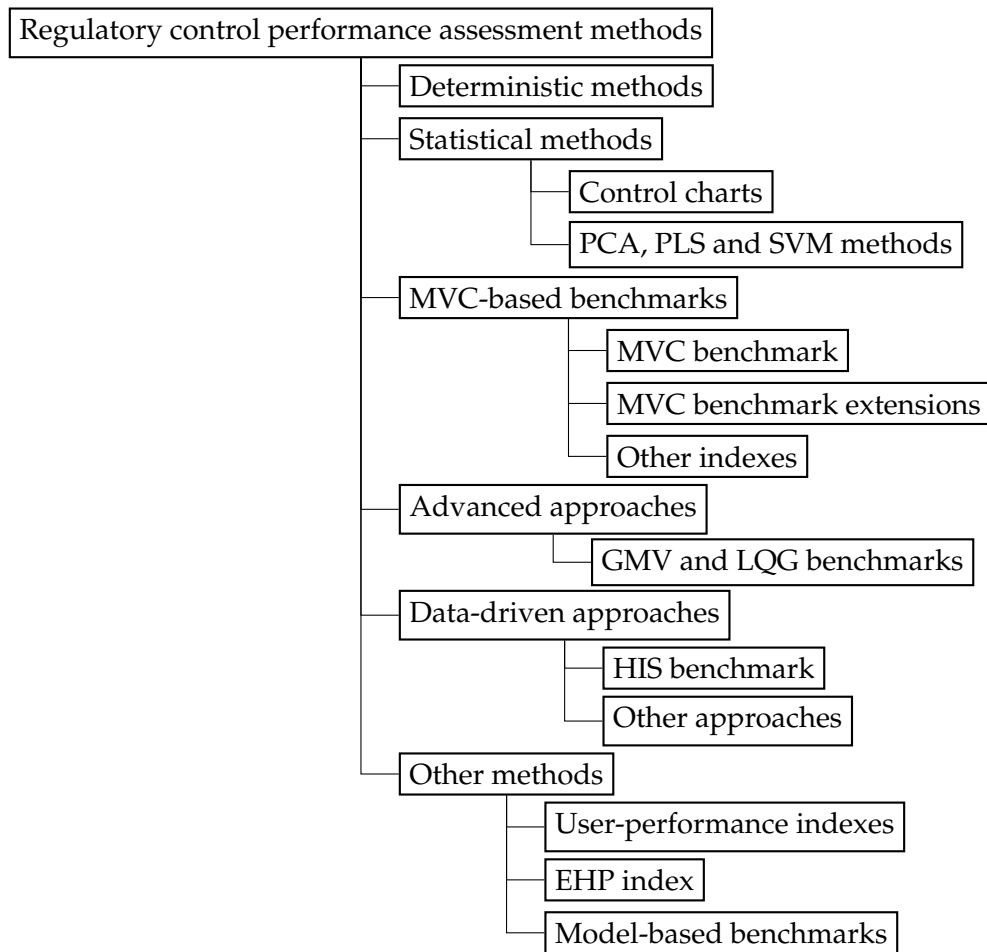 Regulatory control performance assessment methods
Deterministic methods
Statistical methods
Control charts
PCA, PLS and SVM methods
MVC-based benchmarks
MVC benchmark
MVC benchmark extensions
Other indexes
Advanced approaches
GMV and LQG benchmarks
Data-driven approaches
HIS benchmark
Other approaches
Other methods
User-performance indexes
EHP index
Model-based benchmarks